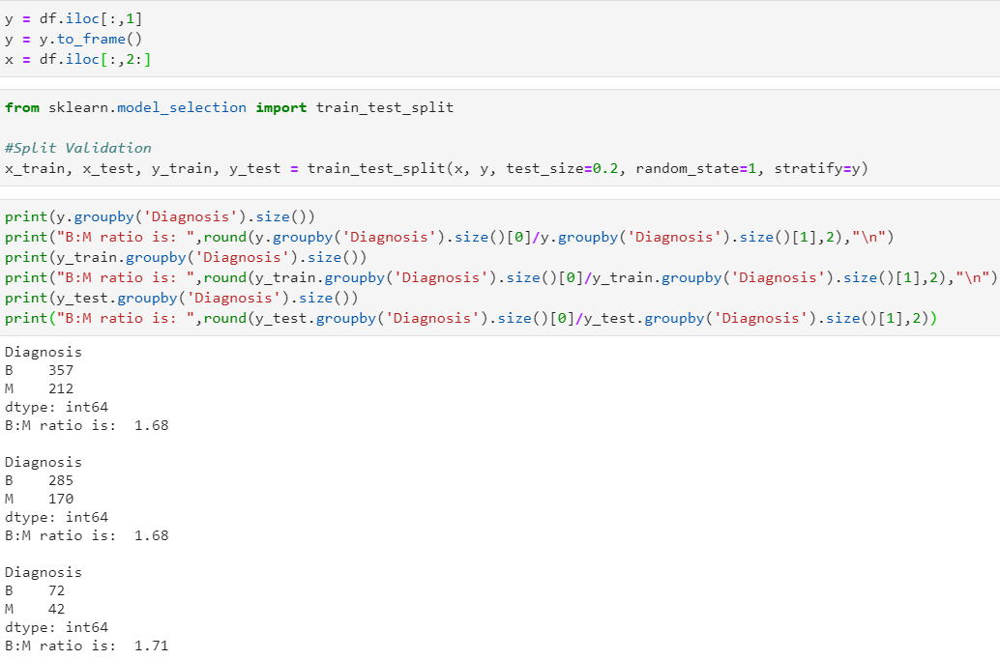 y = df.iloc[:,1]
y = y.to_frame()
x = df.iloc[:,2:]
from sklearn.model_selection import train_test_split
#Split Validation
x_train, x_test, y_train, y_test = train_test_split(x, y, test_size=0.2, random_state=1, stratify=y)
print(y.groupby('Diagnosis').size())
print("B:M ratio is: ",round(y.groupby('Diagnosis').size()[0]/y.groupby('Diagnosis').size()[1],2),"\n")
print(y_train.groupby('Diagnosis').size())
print("B:M ratio is: ",round(y_train.groupby('Diagnosis').size()[0]/y_train.groupby('Diagnosis').size()[1],2),"\n")
print(y_test.groupby('Diagnosis').size())
print("B:M ratio is: ",round(y_test.groupby('Diagnosis').size()[0]/y_test.groupby('Diagnosis').size()[1],2))
Diagnosis
B    357
M    212
dtype: int64
B:M ratio is:  1.68
Diagnosis
B    285
M    170
dtype: int64
B:M ratio is:  1.68
Diagnosis
B    72
M    42
dtype: int64
B:M ratio is:  1.71